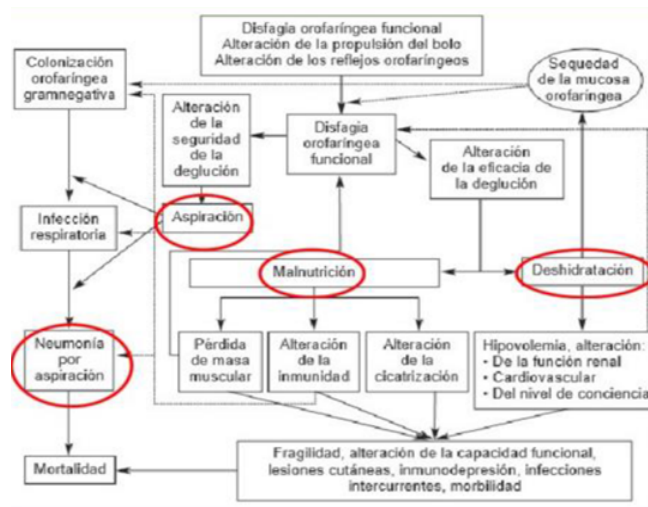 Disfagia orofaríngea funcional
Alteración de la propulsión del bolo
Alteración de los reflejos orofaríngeos
Colonización
orofaríngea
gramnegativa
Sequedad
de la mucosa
orofaríngea
Alteración
de la
seguridad
de la
deglución
Disfagia
orofaríngea
funcional
Alteración
de la eficacia de
la deglución
Infección
respiratoria
Aspiración
Malnutrición
Deshidratación
Neumonía
por
aspiración
Pérdida
de masa
muscular
Alteración
de la
inmunidad
Alteración
de la
cicatrización
Hipovolemia, alteración:
• De la función renal
• Cardiovascular
• Del nivel de conciencia
Mortalidad
Fragilidad, alteración de la capacidad funcional,
lesiones cutáneas, inmunodepresión, infecciones
intercurrentes, morbilidad